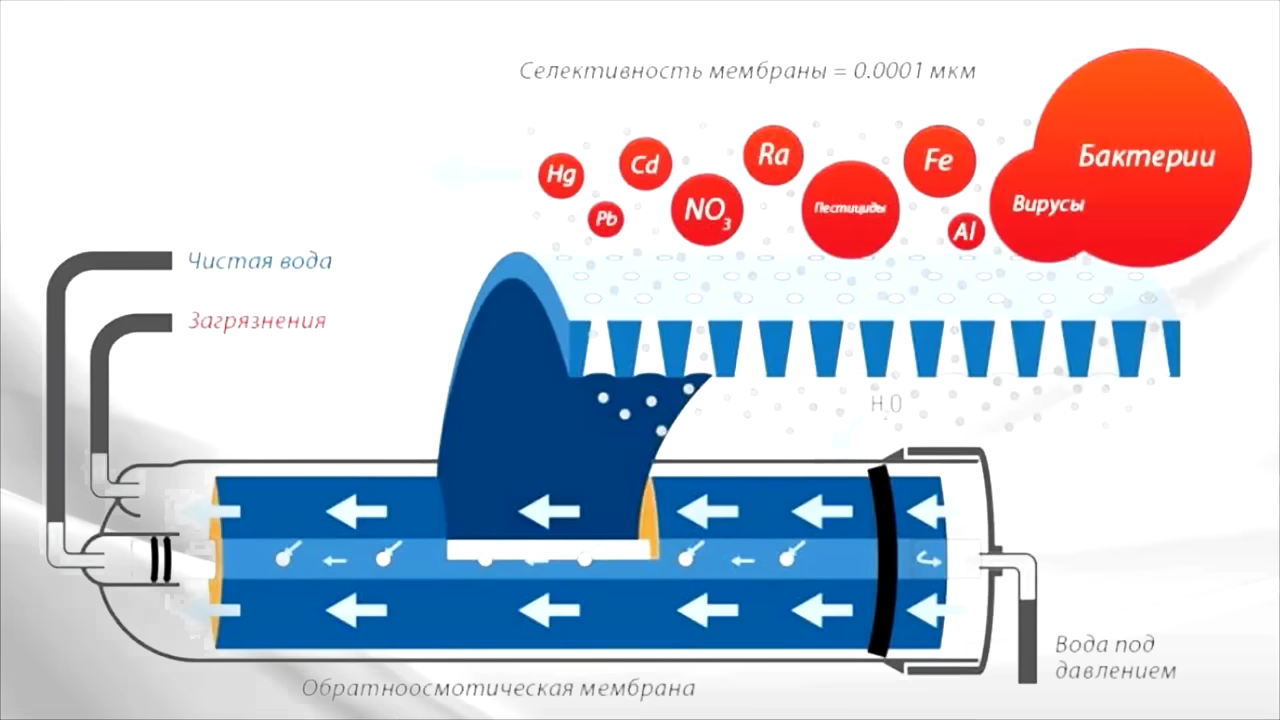 Селективность мембраны = 0.0001 мкм
Hg
Cd
Ra
Fe
Бактерии
Pb
NO3
Пестициды
Al
Вирусы
Чистая вода
Загрязнения
H2O
Вода под
давлением
Обратноосмотическая мембрана